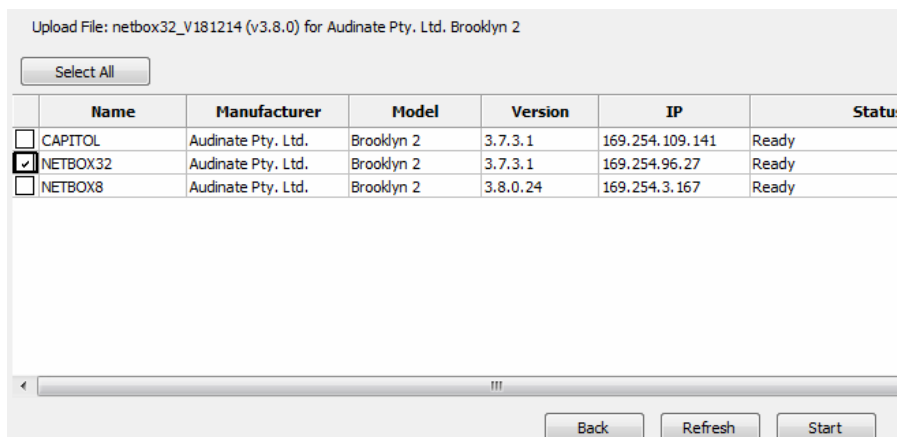 Upload File: netbox32_V181214 (v3.8.0) for Audinate Pty. Ltd. Brooklyn 2
Select All
Name Manufacturer Model Version IP Status
CAPITOL Audinate Pty. Ltd. Brooklyn 2 3.7.3.1 169.254.109.141 Ready
NETBOX32 Audinate Pty. Ltd. Brooklyn 2 3.7.3.1 169.254.96.27 Ready
NETBOX8 Audinate Pty. Ltd. Brooklyn 2 3.8.0.24 169.254.3.167 Ready
Back Refresh Start